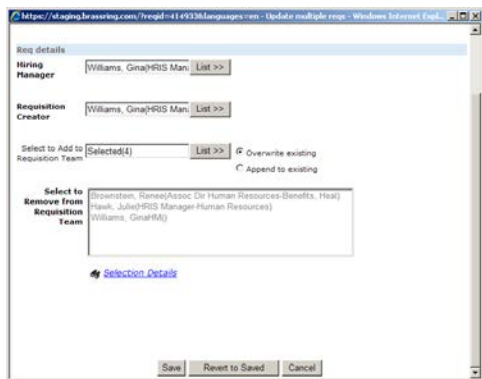 https://staging.brassring.com/?reqid=414933&languages=en - Update multiple reqs - Windows Internet Expl...
Req details
Hiring Manager
Williams, Gina(HRIS Man
List >>
Requisition Creator
Williams, Gina(HRIS Man
List >>
Select to Add to Requisition Team
Selected(4)
List >>
Overwrite existing
Append to existing
Select to Remove from Requisition Team
Brownstein, Renee(Assoc Dir Human Resources-Benefits, Heal)
Hawk, Julie(HRIS Manager-Human Resources)
Williams, GinaHM()
Selection Details
Save
Revert to Saved
Cancel